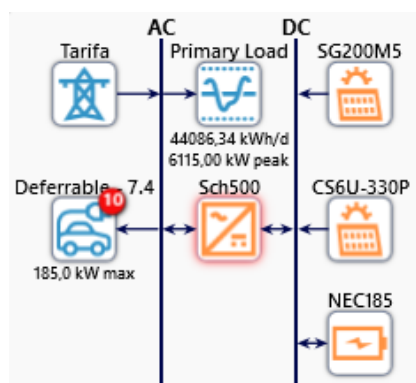 AC
DC
Tarifa
Primary Load
SG200M5
44086,34 kWh/d
6115,00 kW peak
Deferrable - 7.4
10
Sch500
CS6U-330P
185,0 kW max
NEC185